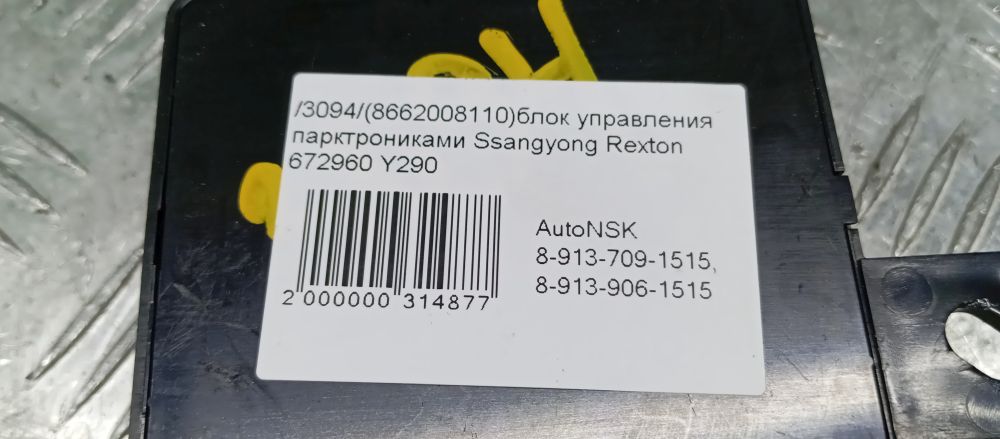 /3094/(8662008110)блок управления
парктрониками Ssangyong Rexton
672960 Y290
AutoNSK
8-913-709-1515,
8-913-906-1515
2 000000 314877